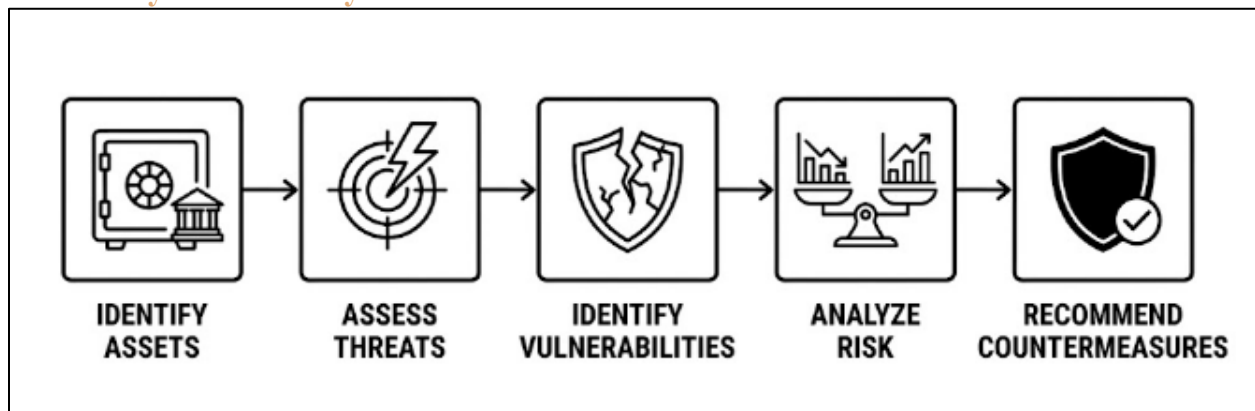 IDENTIFY
ASSETS
ASSESS
THREATS
IDENTIFY
VULNERABILITIES
ANALYZE
RISK
RECOMMEND
COUNTERMEASURES